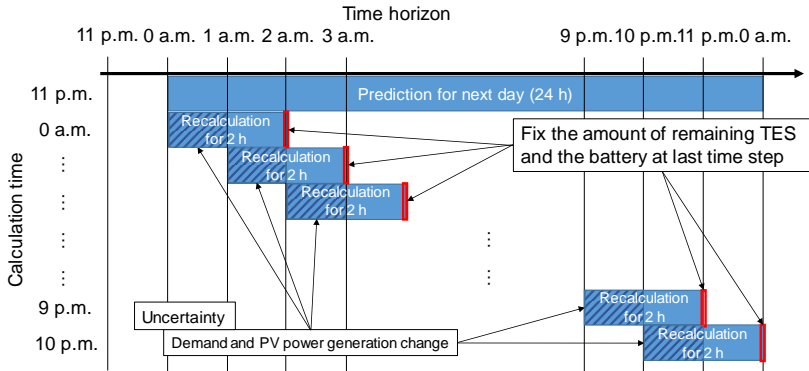 Time horizon
11 p.m. 0 a.m. 1 a.m. 2 a.m. 3 a.m. 9 p.m. 10 p.m. 11 p.m. 0 a.m.
11 p.m.
Prediction for next day (24 h)
0 a.m.
Recalculation
for 2 h
Recalculation
for 2 h
Recalculation
for 2 h
Fix the amount of remaining TES
and the battery at last time step
Calculation time
⋮
⋮
⋮
⋮
⋮
9 p.m.
Recalculation
for 2 h
Uncertainty
10 p.m.
Demand and PV power generation change
Recalculation
for 2 h